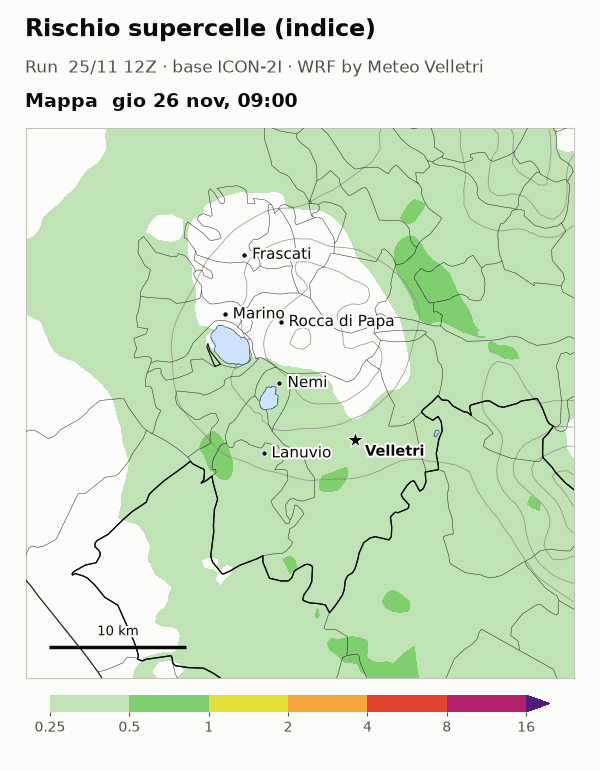 Rischio supercelle (indice)
Run  25/11 12Z · base ICON-2I · WRF by Meteo Velletri
Mappa  gio 26 nov, 09:00
Frascati
Marino
Rocca di Papa
Nemi
Velletri
Lanuvio
10 km
0.25 0.5 1 2 4 8 16